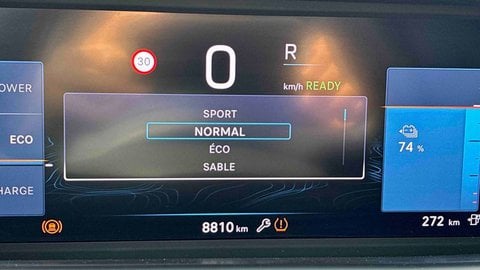 30
0
R
km/h READY
OWER
SPORT
NORMAL
ECO
ÉCO
74 %
SABLE
HARGE
8810 km
272 km